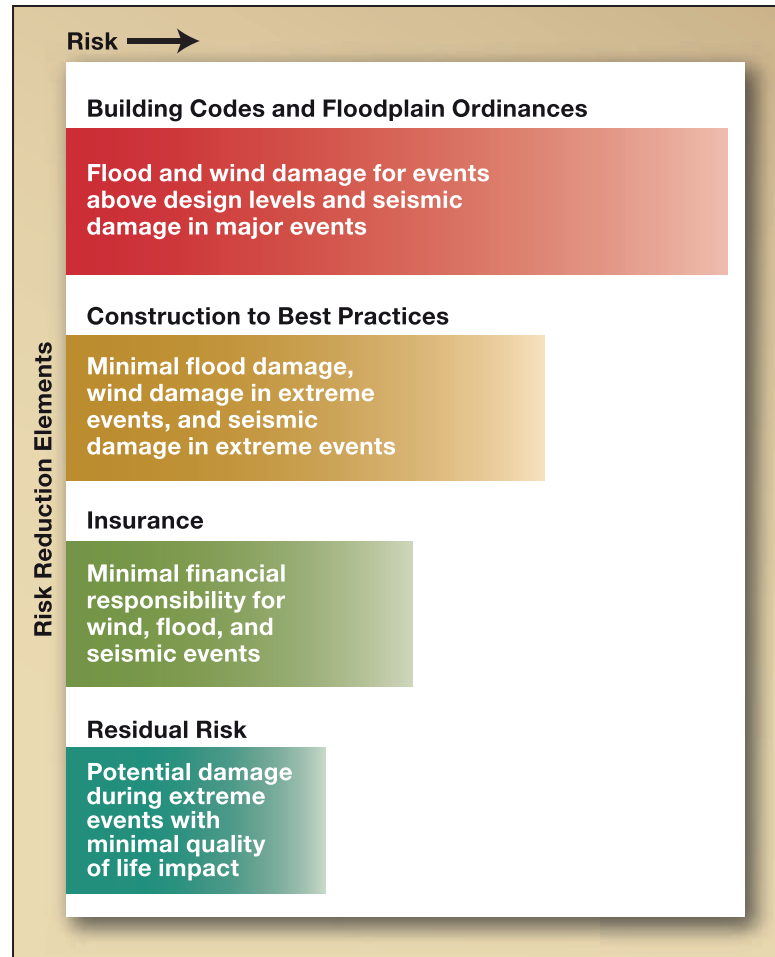 Risk
Building Codes and Floodplain Ordinances
Flood and wind damage for events
above design levels and seismic
damage in major events
Construction to Best Practices
Minimal flood damage,
wind damage in extreme
events, and seismic
damage in extreme events
Risk Reduction Elements
Insurance
Minimal financial
responsibility for
wind, flood, and
seismic events
Residual Risk
Potential damage
during extreme
events with
minimal quality
of life impact